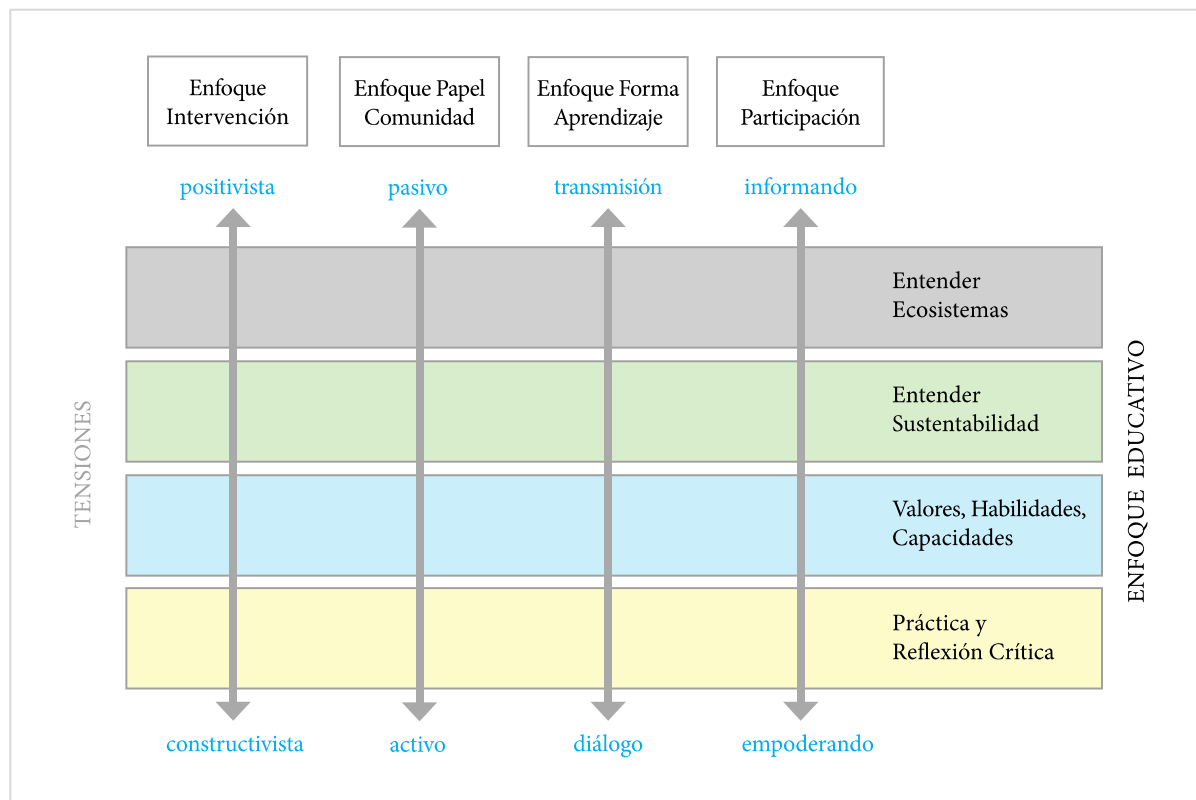 Enfoque
Intervención
Enfoque Papel
Comunidad
Enfoque Forma
Aprendizaje
Enfoque
Participación
positivista
pasivo
transmisión
informando
Entender
Ecosistemas
Entender
Sustentabilidad
Valores, Habilidades,
Capacidades
Práctica y
Reflexión Crítica
TENSIONES
ENFOQUE EDUCATIVO
constructivista
activo
diálogo
empoderando